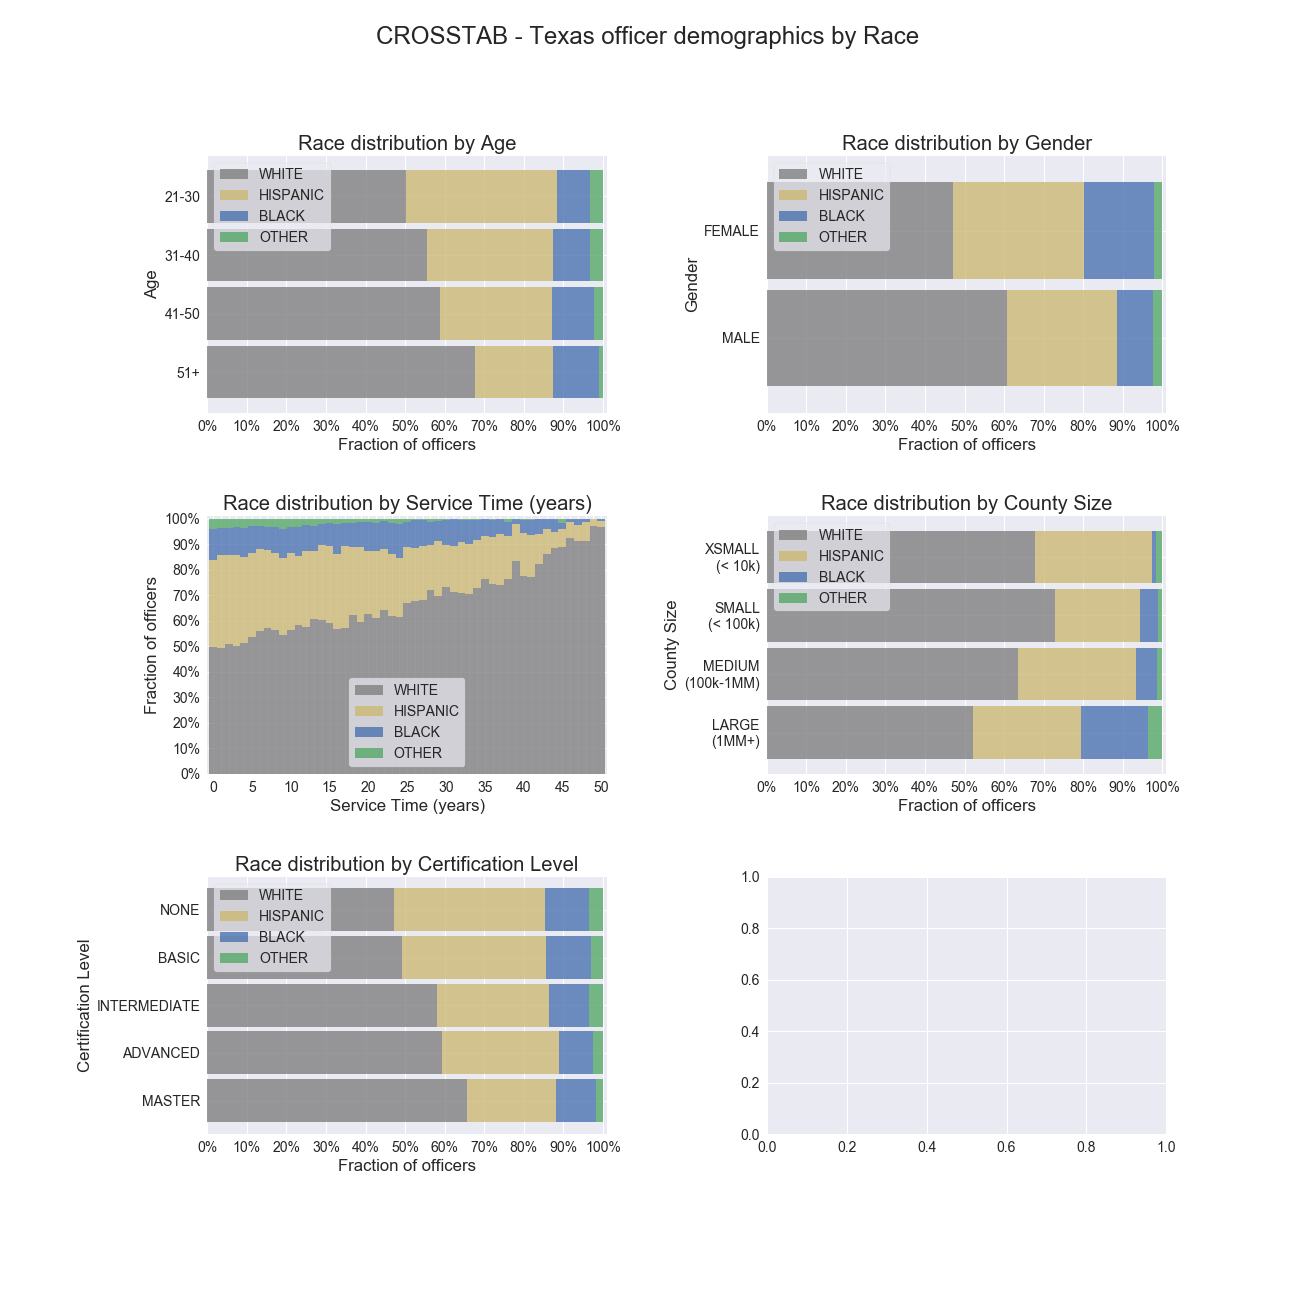 CROSSTAB - Texas officer demographics by Race
Race distribution by Age
WHITE
HISPANIC
BLACK
OTHER
21-30
31-40
41-50
51+
Age
0% 10% 20% 30% 40% 50% 60% 70% 80% 90% 100%
Fraction of officers
Race distribution by Gender
WHITE
HISPANIC
BLACK
OTHER
FEMALE
MALE
Gender
0% 10% 20% 30% 40% 50% 60% 70% 80% 90% 100%
Fraction of officers
Race distribution by Service Time (years)
100%
90%
80%
70%
60%
50%
40%
30%
20%
10%
0%
Fraction of officers
WHITE
HISPANIC
BLACK
OTHER
0 5 10 15 20 25 30 35 40 45 50
Service Time (years)
Race distribution by County Size
WHITE
HISPANIC
BLACK
OTHER
XSMALL
(< 10k)
SMALL
(< 100k)
MEDIUM
(100k-1MM)
LARGE
(1MM+)
County Size
0% 10% 20% 30% 40% 50% 60% 70% 80% 90% 100%
Fraction of officers
Race distribution by Certification Level
WHITE
HISPANIC
BLACK
OTHER
NONE
BASIC
INTERMEDIATE
ADVANCED
MASTER
Certification Level
0% 10% 20% 30% 40% 50% 60% 70% 80% 90% 100%
Fraction of officers
1.0
0.8
0.6
0.4
0.2
0.0
0.0 0.2 0.4 0.6 0.8 1.0